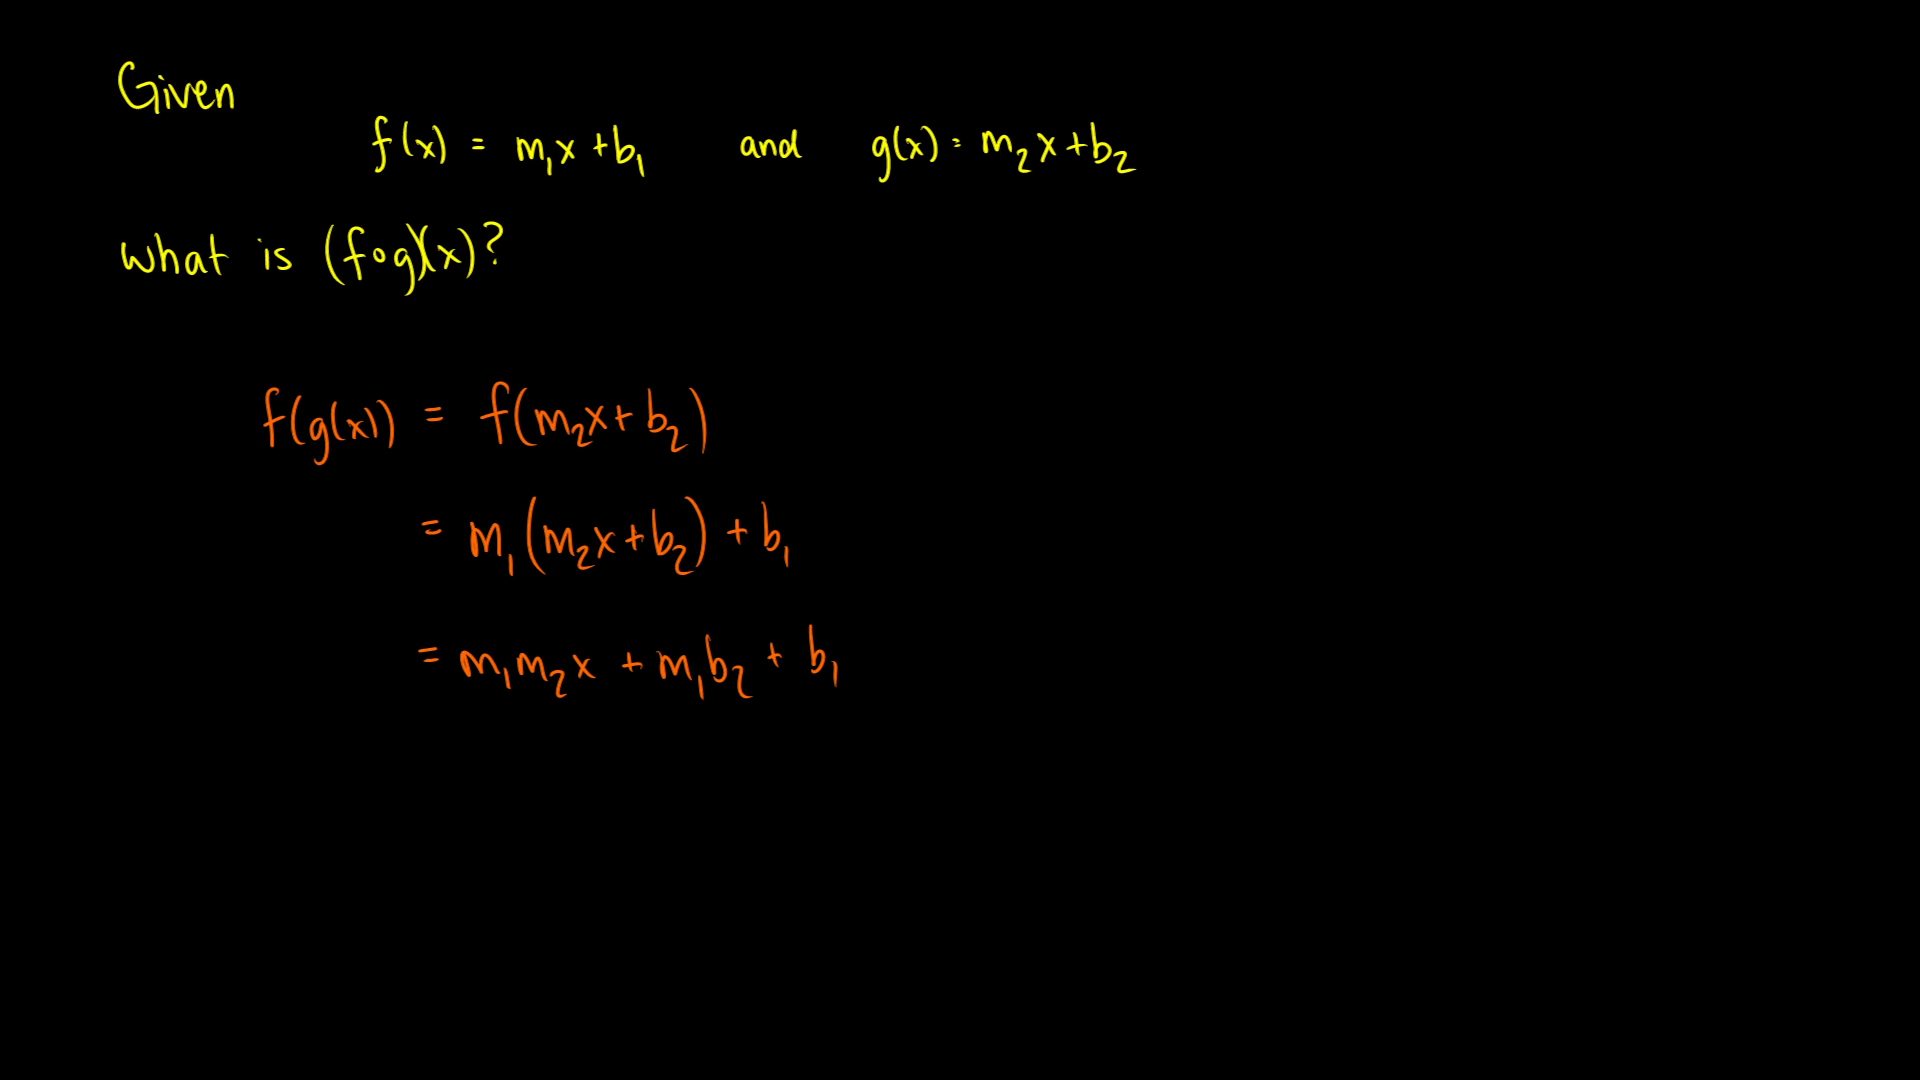 Given
f(x) = m₁x + b₁ and g(x) = m₂x + b₂
what is (f∘g)(x)?
f(g(x)) = f(m₂x + b₂)
= m₁(m₂x + b₂) + b₁
= m₁m₂x + m₁b₂ + b₁